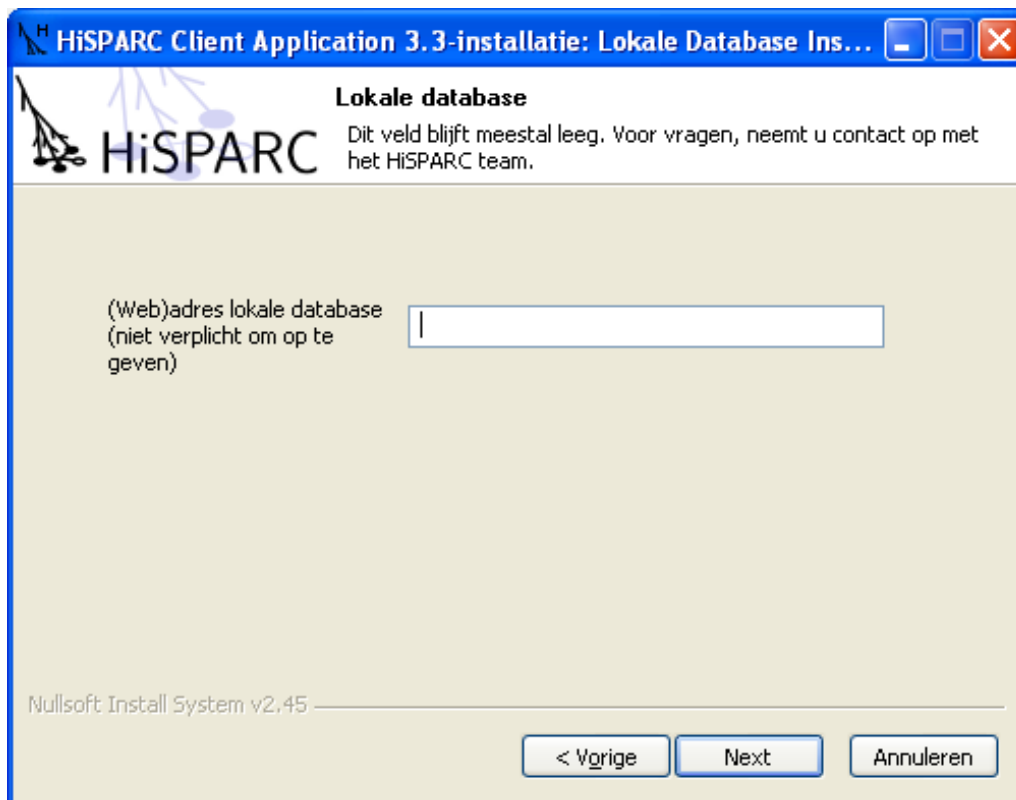 HiSPARC Client Application 3.3-installatie: Lokale Database Ins...
HiSPARC
Lokale database
Dit veld blijft meestal leeg. Voor vragen, neemt u contact op met
het HiSPARC team.
(Web)adres lokale database
(niet verplicht om op te
geven)
Nullsoft Install System v2.45
< Vorige
Next
Annuleren